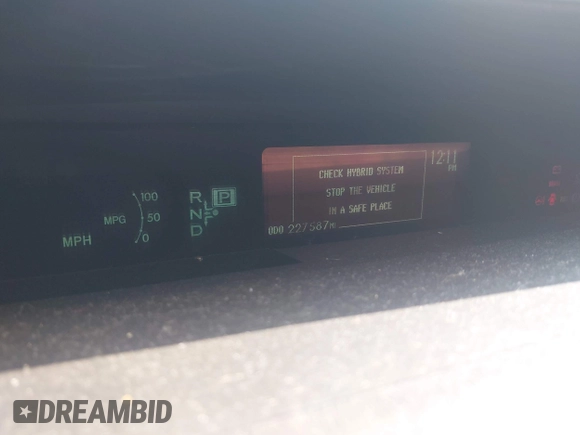 CHECK HYBRID SYSTEM
12:11
STOP THE VEHICLE
IN A SAFE PLACE
ODO 227587
100
MPG 50
0
MPH
R P
N
D
DREAMBID